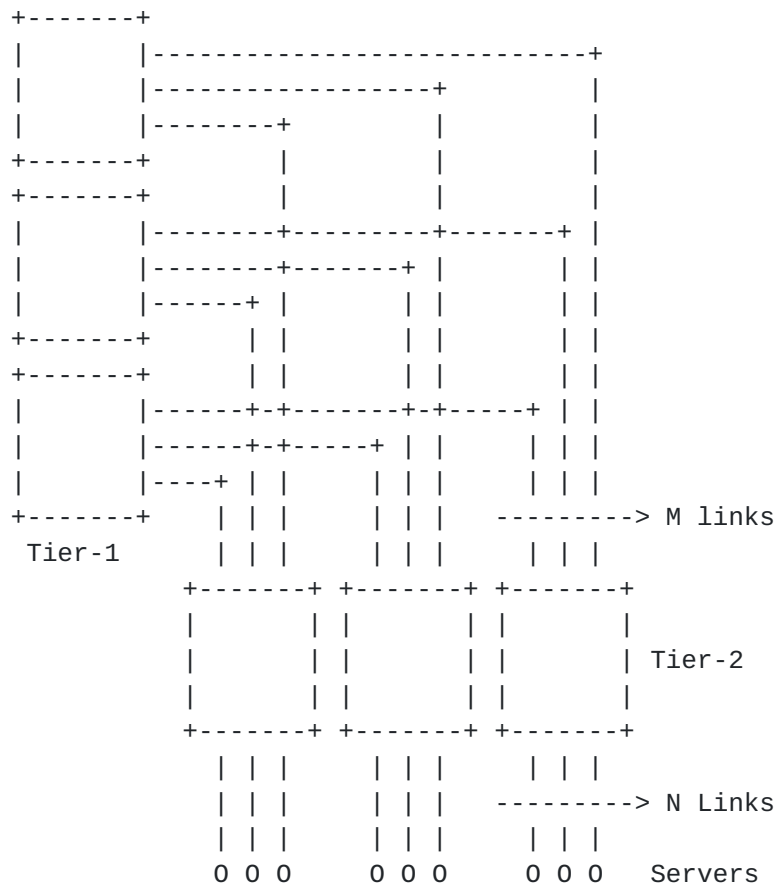 M links
Tier-1
Tier-2
N Links
O O O O O O O O O Servers